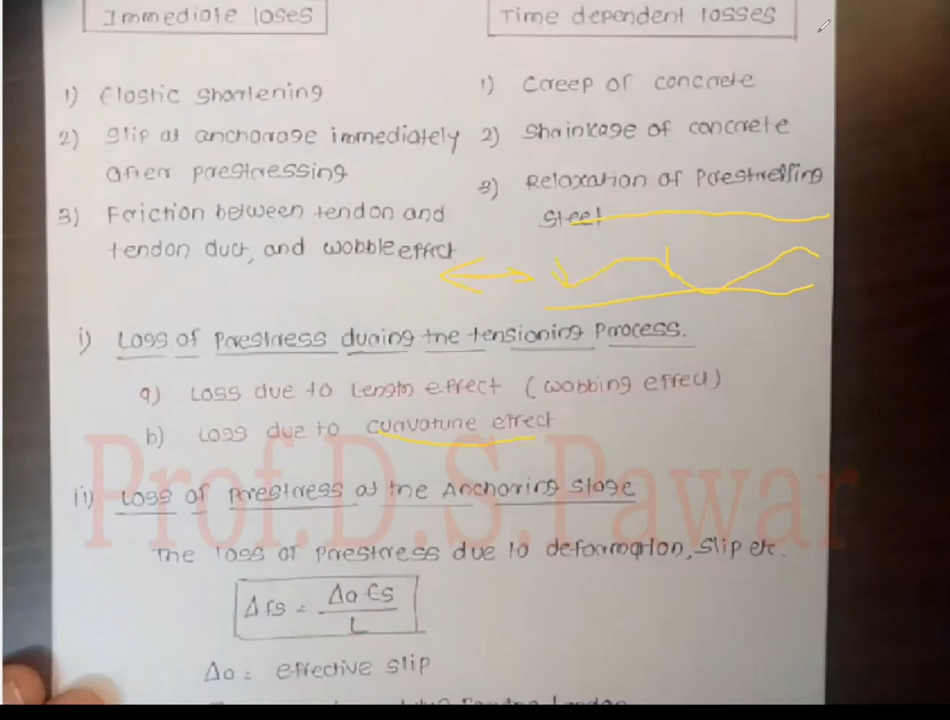 Immediate loses
Time dependent losses
1) Elastic shortening
2) Slip at anchorage immediately
after prestressing
3) Friction between tendon and
tendon duct, and wobble effect
1) Creep of concrete
2) Shrinkage of concrete
3) Relaxation of Prestressing
Steel
i) Loss of Prestress during the tensioning Process.
a) Loss due to Length effect (wobbing effect)
b) Loss due to curvature effect
ii) Loss of prestress at the Anchoring stage
The loss of prestress due to deformation, slip etc.
Δfs = Δa Es / L
Δa = effective slip
Prof.D.S.Pawar